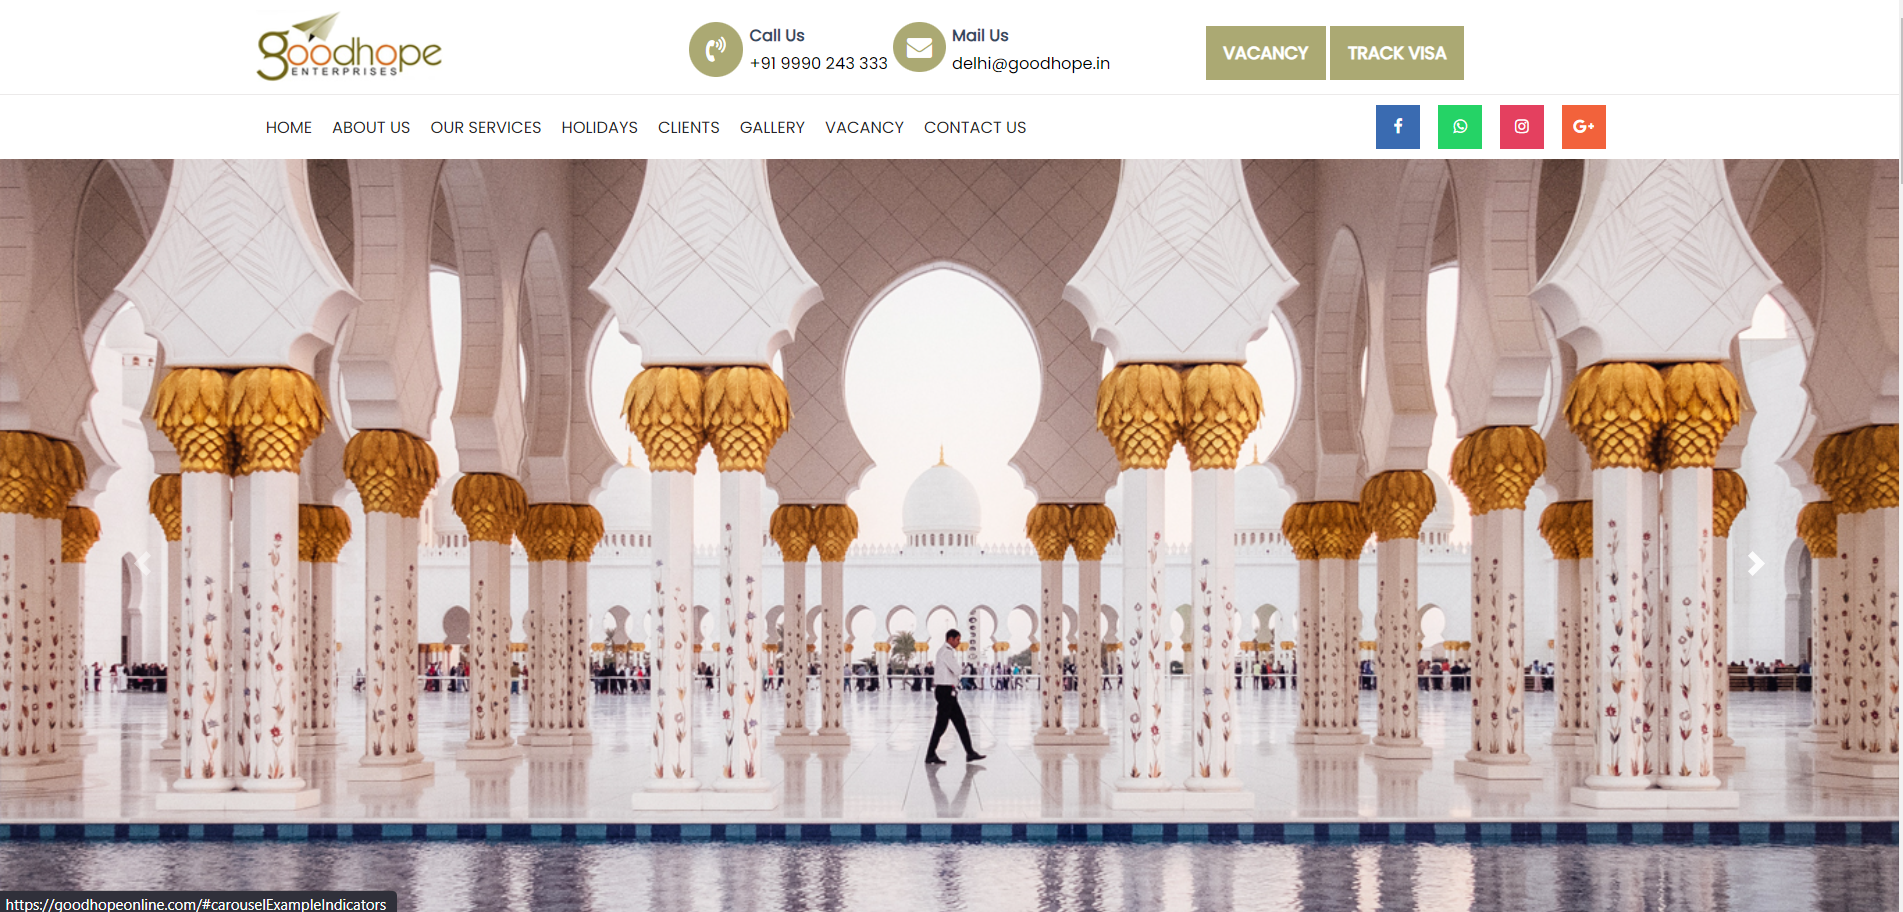 goodhope
ENTERPRISES
Call Us
+91 9990 243 333
Mail Us
delhi@goodhope.in
VACANCY
TRACK VISA
HOME
ABOUT US
OUR SERVICES
HOLIDAYS
CLIENTS
GALLERY
VACANCY
CONTACT US
f
G+
https://goodhopeonline.com/#carouselExampleIndicators